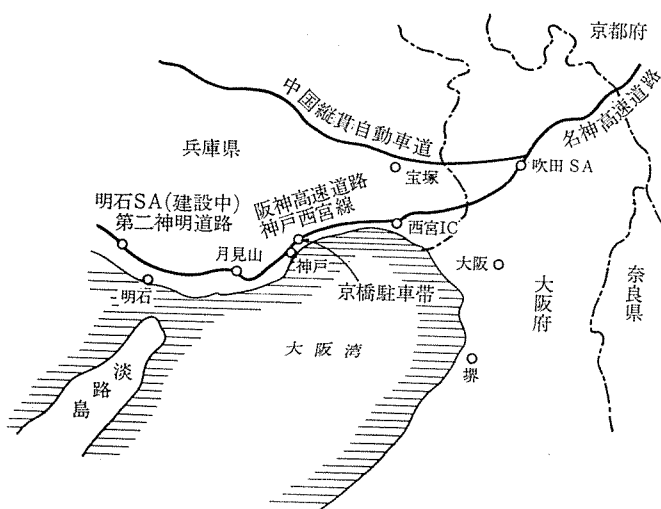 京都府
中国縦貫自動車道
名神高速道路
兵庫県
宝塚
吹田 SA
明石SA(建設中)
第二神明道路
阪神高速道路
神戸西宮線
西宮IC
月見山
神戸
大阪
明石
京橋駐車帯
大阪府
奈良県
大阪湾
堺
淡路島